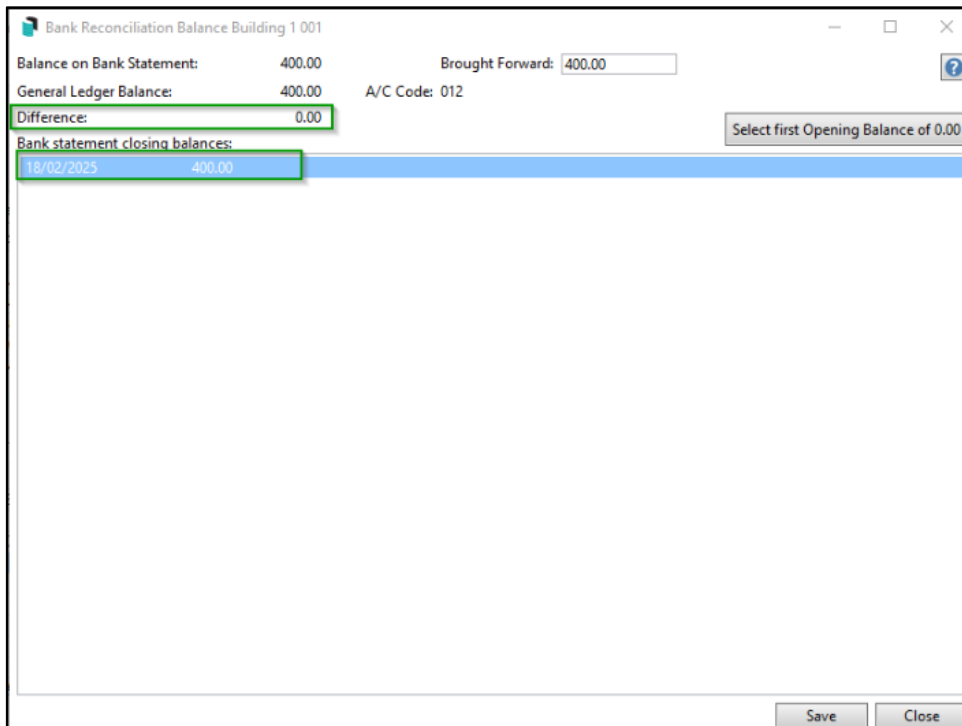 Bank Reconciliation Balance Building 1 001
Balance on Bank Statement: 400.00 Brought Forward: 400.00
General Ledger Balance: 400.00 A/C Code: 012
Difference: 0.00
Select first Opening Balance of 0.00
Bank statement closing balances:
18/02/2025 400.00
Save Close